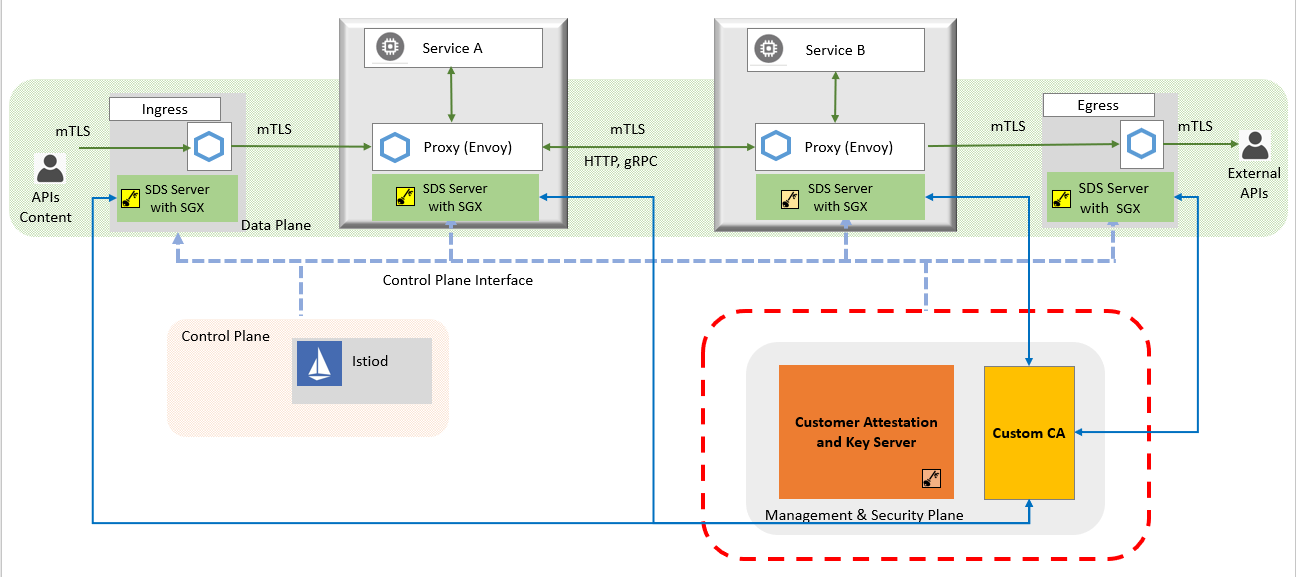 Service A
Service B
Ingress
Egress
mTLS
mTLS
mTLS
mTLS
mTLS
Proxy (Envoy)
HTTP, gRPC
Proxy (Envoy)
APIs
Content
External
APIs
SDS Server
with SGX
SDS Server
with SGX
SDS Server
with SGX
SDS Server
with SGX
Data Plane
Control Plane Interface
Control Plane
Istiod
Customer Attestation
and Key Server
Custom CA
Management & Security Plane